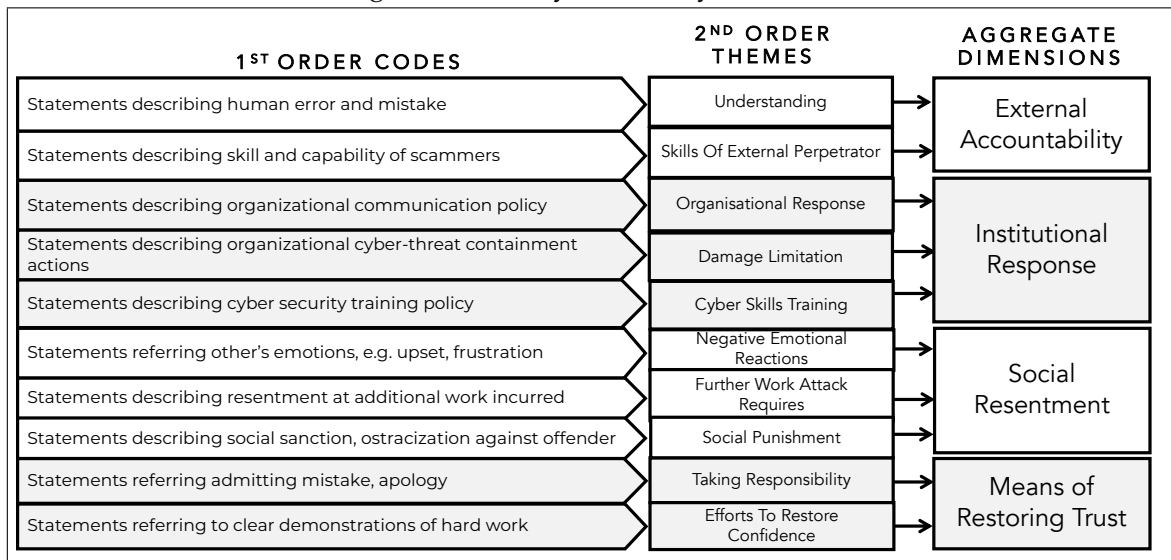 1ST ORDER CODES
2ND ORDER
THEMES
AGGREGATE
DIMENSIONS
Statements describing human error and mistake
Understanding
External
Accountability
Statements describing skill and capability of scammers
Skills Of External Perpetrator
Statements describing organizational communication policy
Organisational Response
Institutional
Response
Statements describing organizational cyber-threat containment
actions
Damage Limitation
Statements describing cyber security training policy
Cyber Skills Training
Statements referring other's emotions, e.g. upset, frustration
Negative Emotional
Reactions
Social
Resentment
Statements describing resentment at additional work incurred
Further Work Attack
Requires
Statements describing social sanction, ostracization against offender
Social Punishment
Statements referring admitting mistake, apology
Taking Responsibility
Means of
Restoring Trust
Statements referring to clear demonstrations of hard work
Efforts To Restore
Confidence